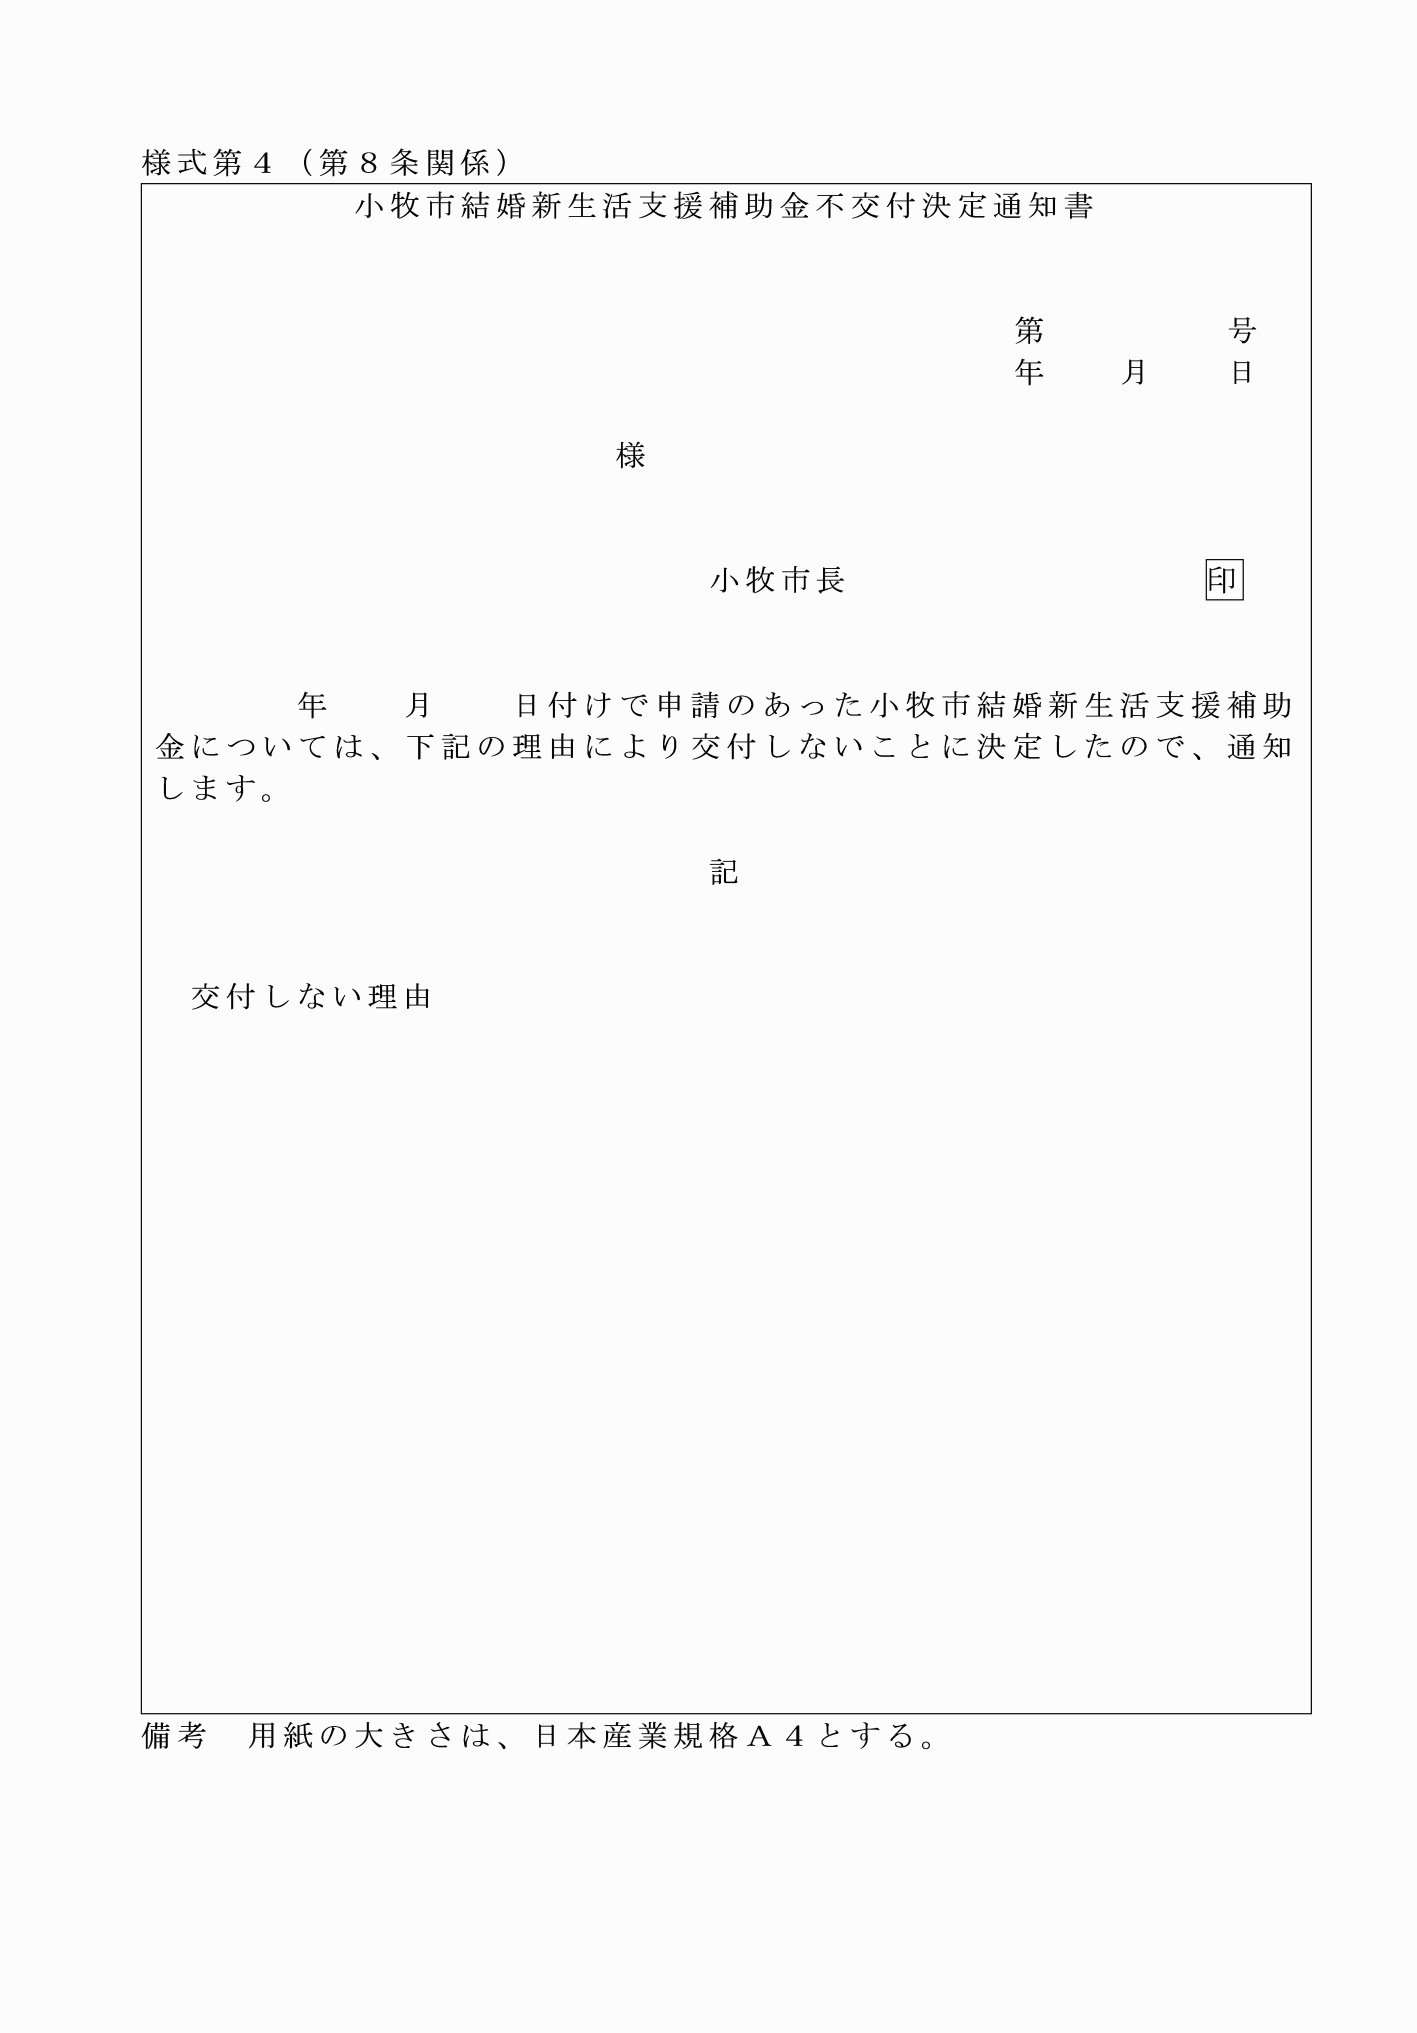 様式第４（第８条関係）
小牧市結婚新生活支援補助金不交付決定通知書
第　　　　　号
年　　月　　日
様
小牧市長　　　　　　　　　　印
年　　月　　日付けで申請のあった小牧市結婚新生活支援補助
金については、下記の理由により交付しないことに決定したので、通知
します。
記
交付しない理由
備考　用紙の大きさは、日本産業規格Ａ４とする。